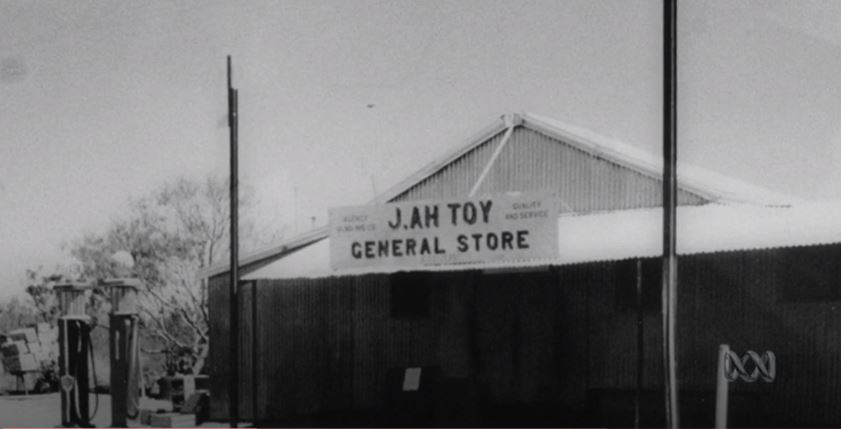 AGENCY
QUALITY
AND SERVICE
J.AH TOY
GENERAL STORE